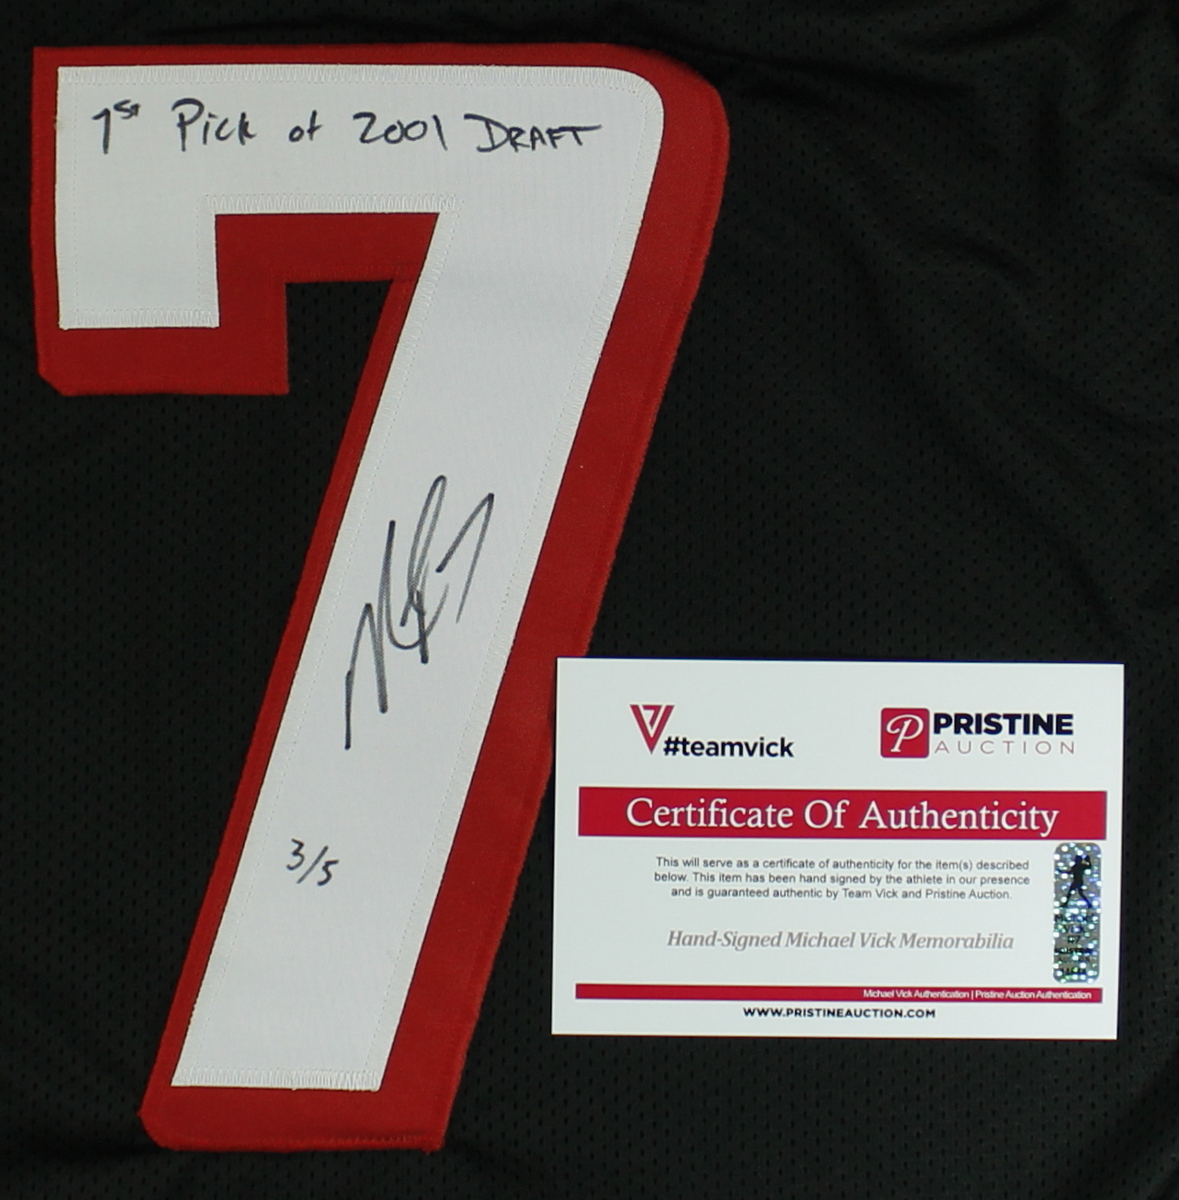 1st Pick of 2001 DRAFT
7
3/5
#teamvick
PRISTINE
AUCTION
Certificate Of Authenticity
This will serve as a certificate of authenticity for the item(s) described
below. This item has been hand signed by the athlete in our presence
and is guaranteed authentic by Team Vick and Pristine Auction.
Hand-Signed Michael Vick Memorabilia
Michael Vick Authentication | Pristine Auction Authentication
WWW.PRISTINEAUCTION.COM